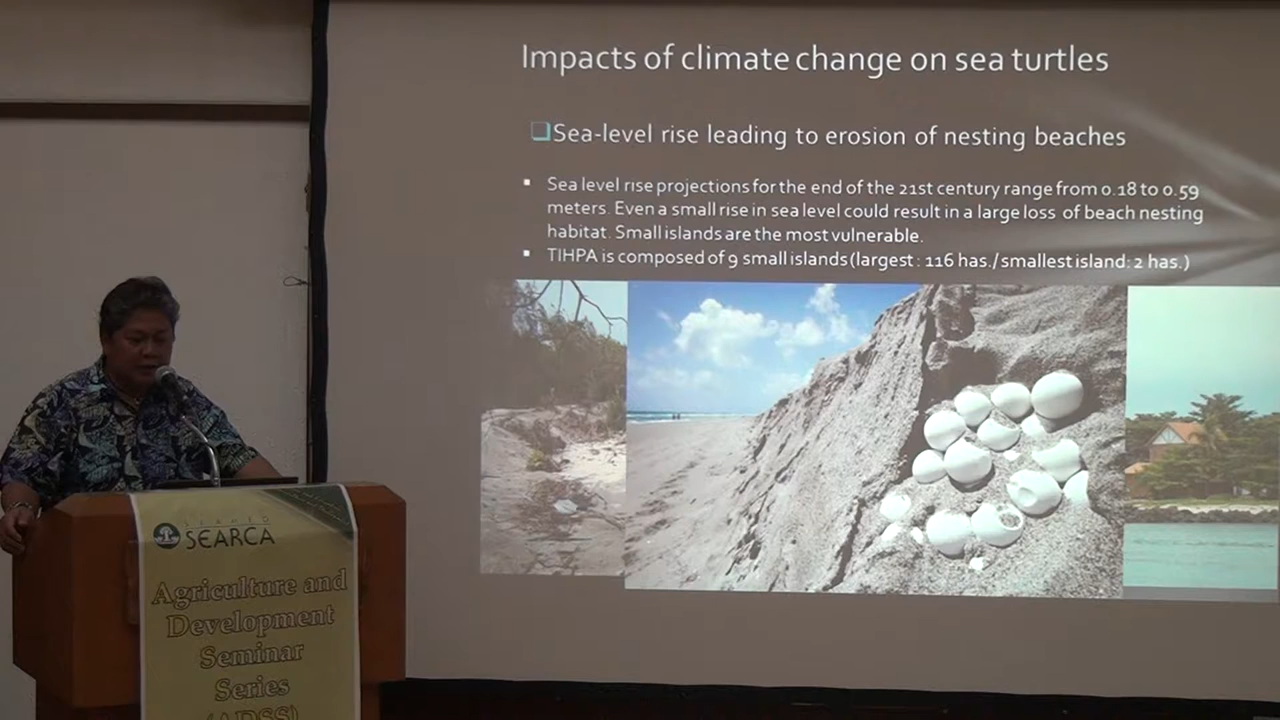 Impacts of climate change on sea turtles
❑Sea-level rise leading to erosion of nesting beaches
▪ Sea level rise projections for the end of the 21st century range from 0.18 to 0.59
meters. Even a small rise in sea level could result in a large loss of beach nesting
habitat. Small islands are the most vulnerable.
▪ TIHPA is composed of 9 small islands (largest : 116 has./ smallest island: 2 has.)
SEAMEO
SEARCA
Agriculture and
Development
Seminar
Series
(ADSS)